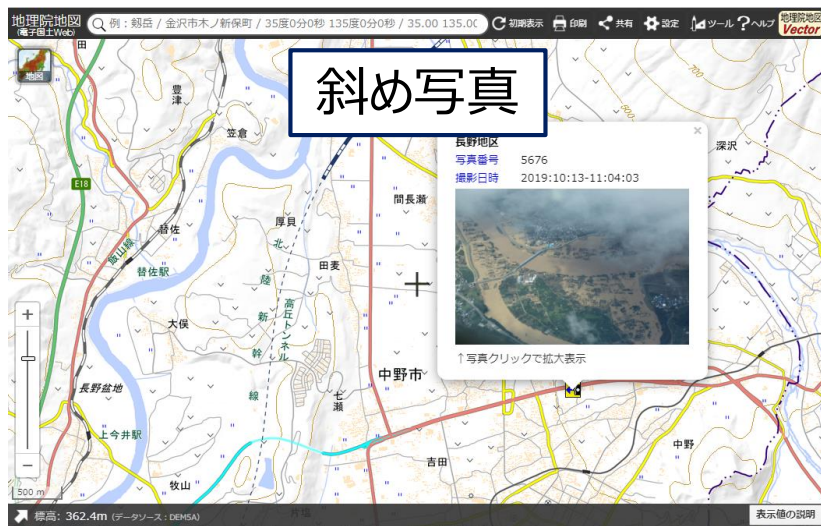 地理院地図
(電子国土Web)
例：剱岳 / 金沢市木ノ新保町 / 35度0分0秒 135度0分0秒 / 35.00 135.00
初期表示
印刷
共有
設定
ツール
ヘルプ
地理院地図
Vector
地図
斜め写真
田
豊津
笠倉
深沢
700
500
長野地区
写真番号 5676
撮影日時 2019:10:13-11:04:03
↑写真クリックで拡大表示
E18
間長瀬
替佐
厚貝
飯山線
北陸新幹線
田麦
替佐駅
高丘トンネル
大俣
中野市
長野盆地
七瀬
上今井駅
吉田
中野
牧山
片塩
500 m
標高: 362.4m (データソース：DEM5A)
表示値の説明